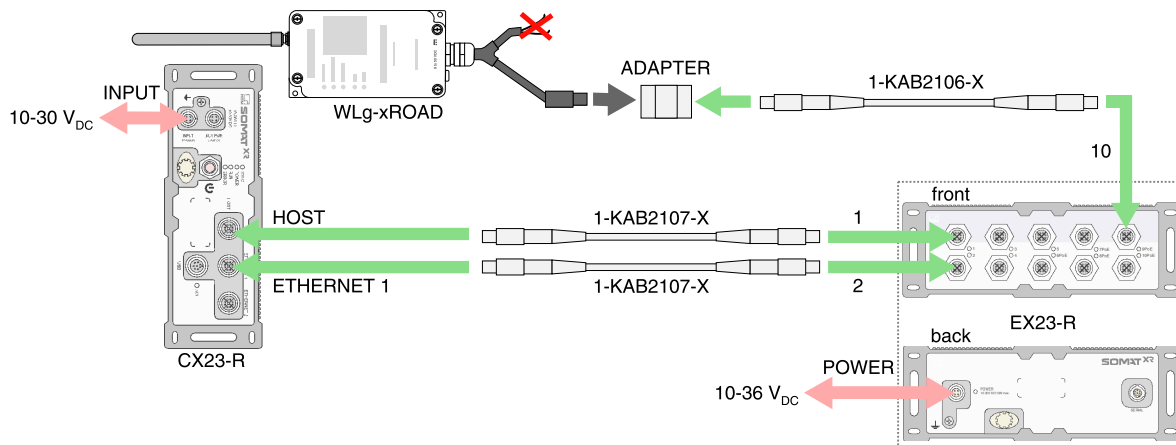 ADAPTER
1-KAB2106-X
INPUT
10-30 VDC
WLg-xROAD
SOMAT XR
10
front
HOST
1-KAB2107-X
1
ETHERNET 1
1-KAB2107-X
2
CX23-R
EX23-R
back
SOMAT XR
POWER
10-36 VDC
POWER